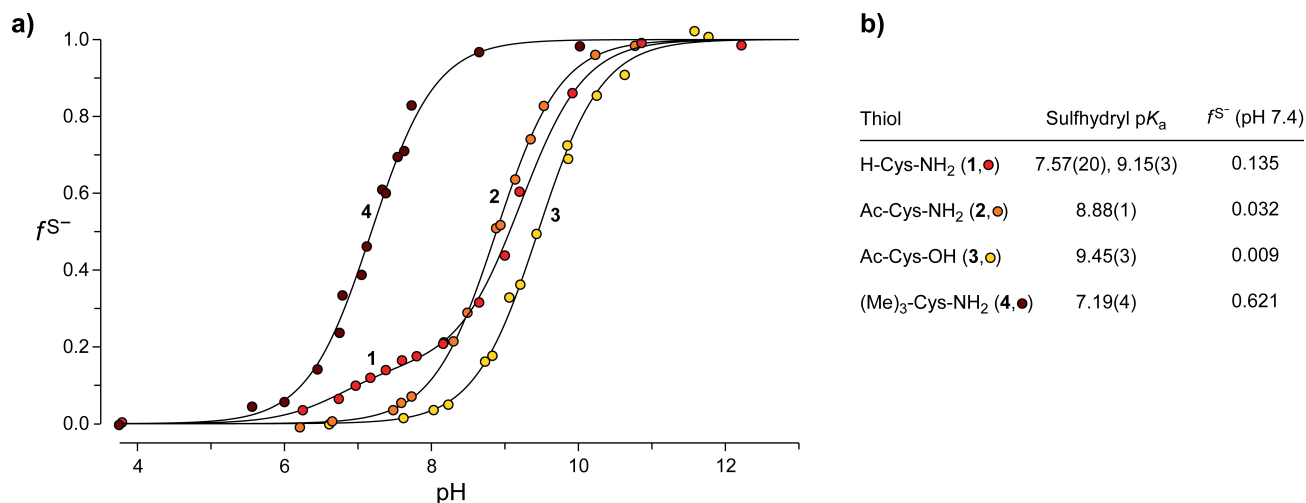 a)
1.0
0.8
0.6
0.4
0.2
0.0
fS⁻
4
2
3
1
4
6
8
10
12
pH
b)
Thiol Sulfhydryl pKa fS⁻ (pH 7.4)
H-Cys-NH₂ (1,●) 7.57(20), 9.15(3) 0.135
Ac-Cys-NH₂ (2,●) 8.88(1) 0.032
Ac-Cys-OH (3,●) 9.45(3) 0.009
(Me)₃-Cys-NH₂ (4,●) 7.19(4) 0.621